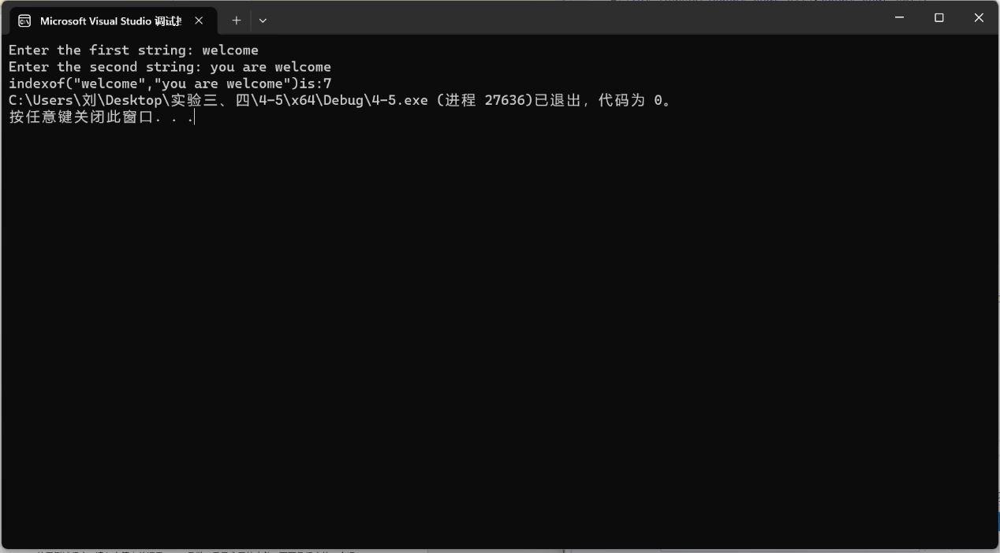 Microsoft Visual Studio 调试
Enter the first string: welcome
Enter the second string: you are welcome
indexof("welcome","you are welcome")is:7
C:\Users\刘\Desktop\实验三、四\4-5\x64\Debug\4-5.exe (进程 27636)已退出，代码为 0。
按任意键关闭此窗口. . .